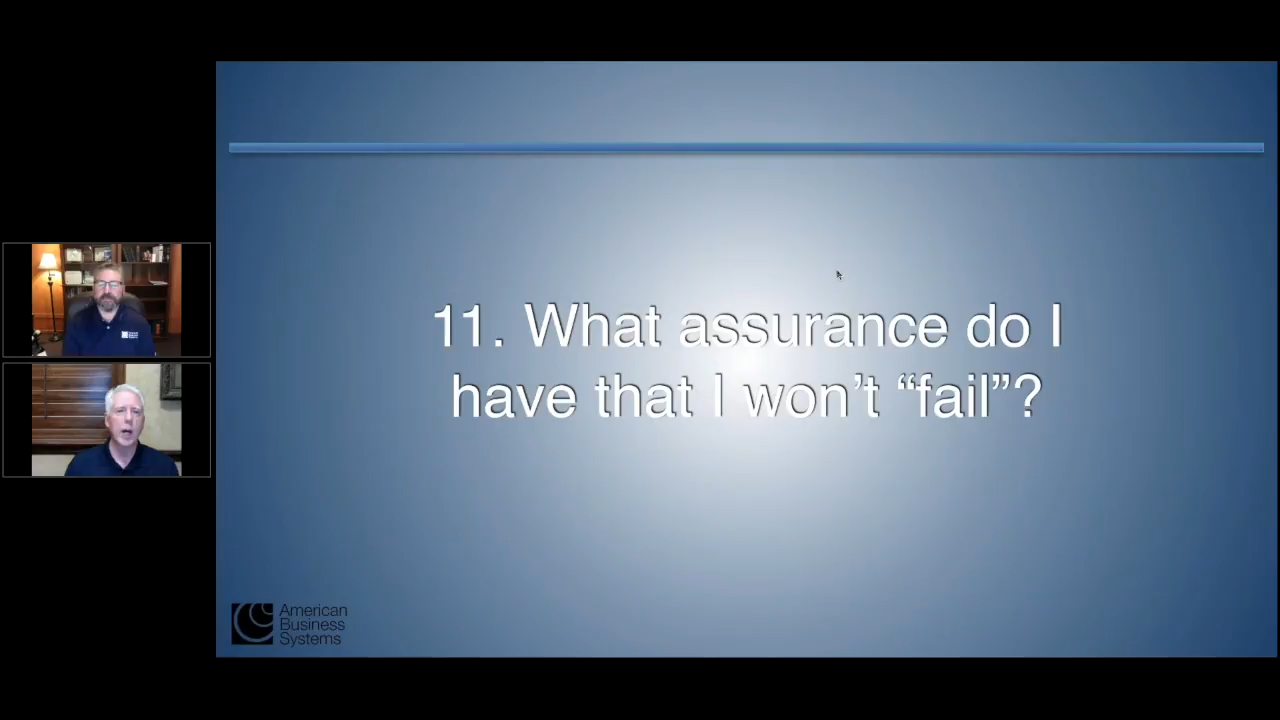 11. What assurance do I
have that I won’t “fail”?
American
Business
Systems